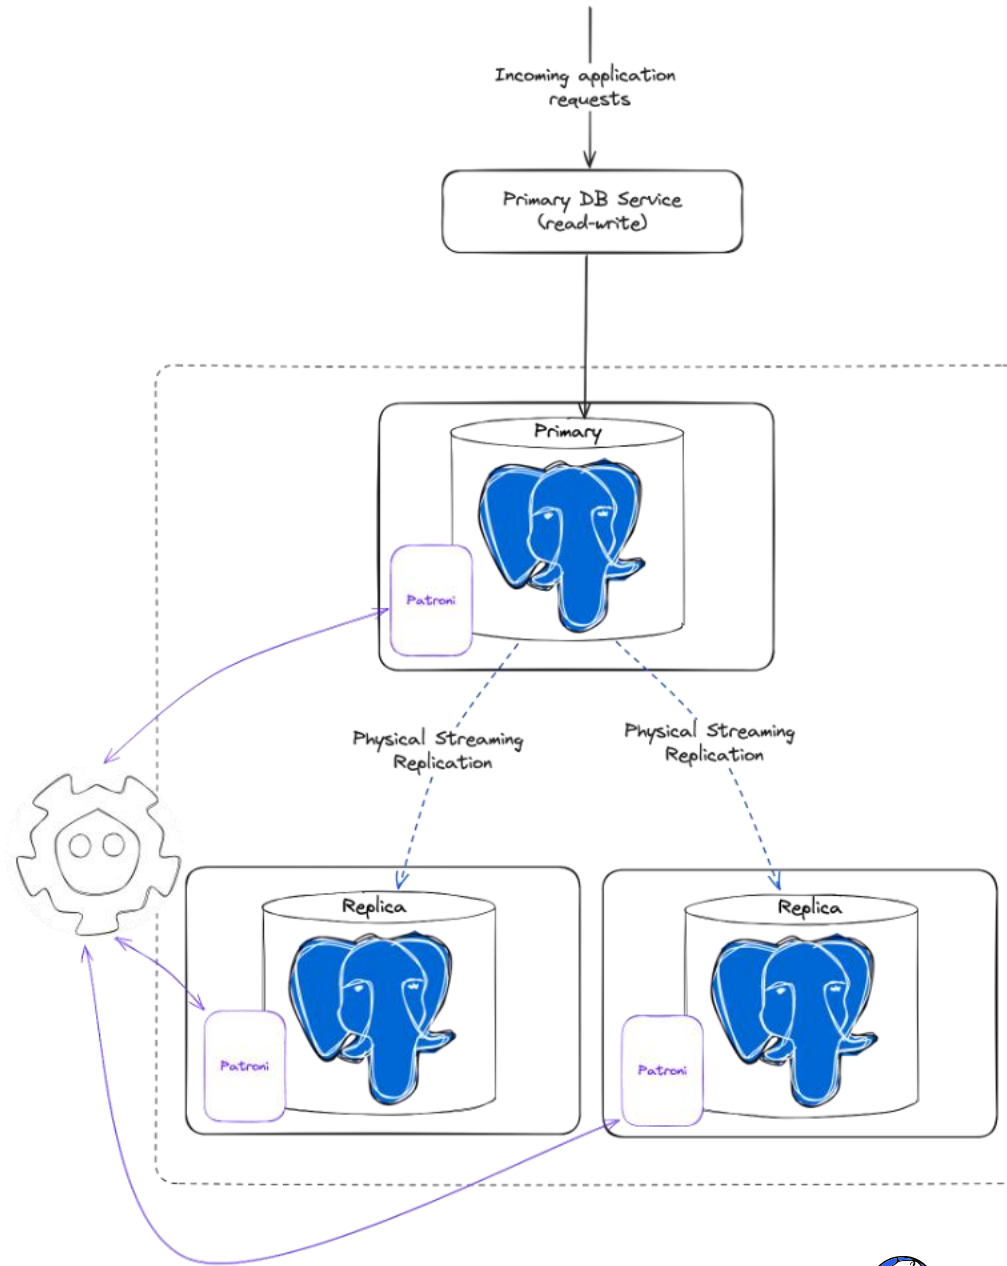 Incoming application
requests
Primary DB Service
(read-write)
Primary
Patroni
Physical Streaming
Replication
Physical Streaming
Replication
Replica
Patroni
Replica
Patroni